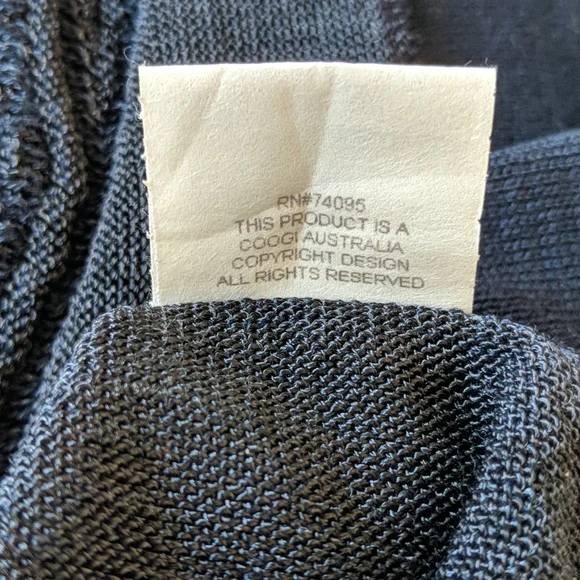 RN#74095
THIS PRODUCT IS A
COOGI AUSTRALIA
COPYRIGHT DESIGN
ALL RIGHTS RESERVED